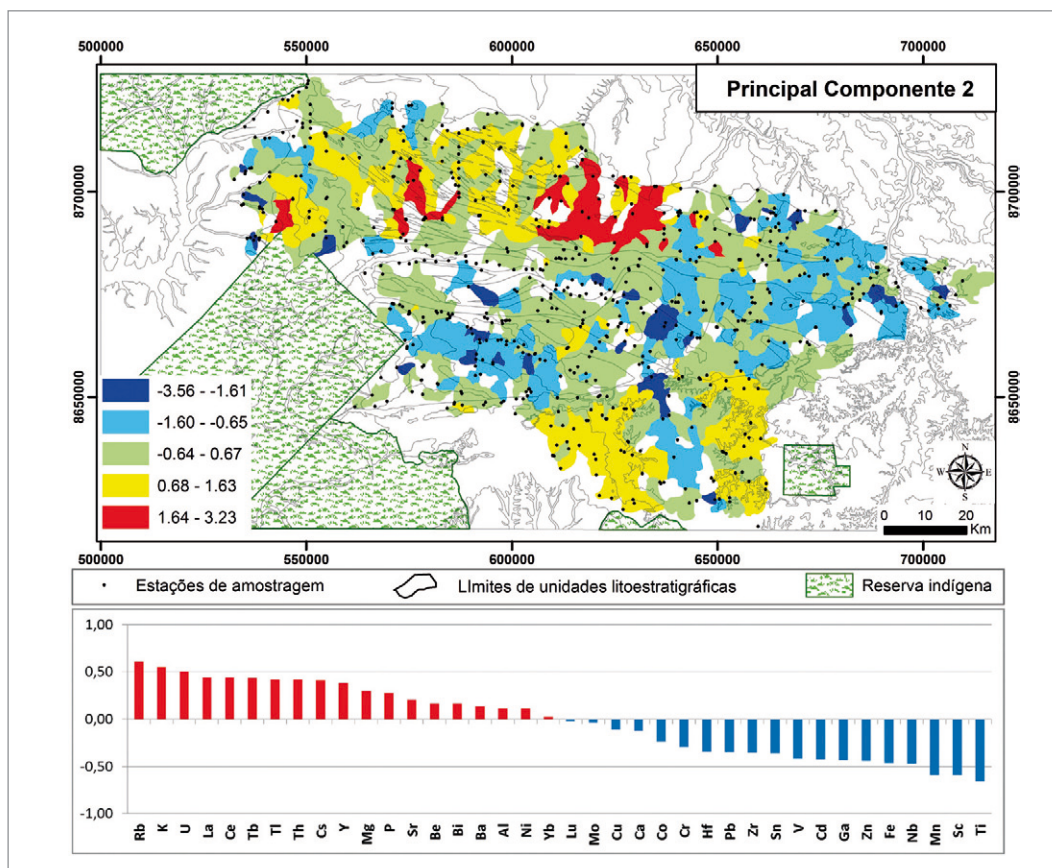 500000 550000 600000 650000 700000
Principal Componente 2
8700000 8700000
8650000 8650000
-3.56 - -1.61
-1.60 - -0.65
-0.64 - 0.67
0.68 - 1.63
1.64 - 3.23
N
W E
S
0 10 20
Km
500000 550000 600000 650000 700000
Estações de amostragem LImites de unidades litoestratigráficas Reserva indígena
1,00
0,50
0,00
-0,50
-1,00
Rb K U La Ce Tb Tl Th Cs Y Mg P Sr Be Bi Ba Al Ni Yb Lu Mo Cu Ca Co Cr Hf Pb Zr Sn V Cd Ga Zn Fe Nb Mn Sc Ti